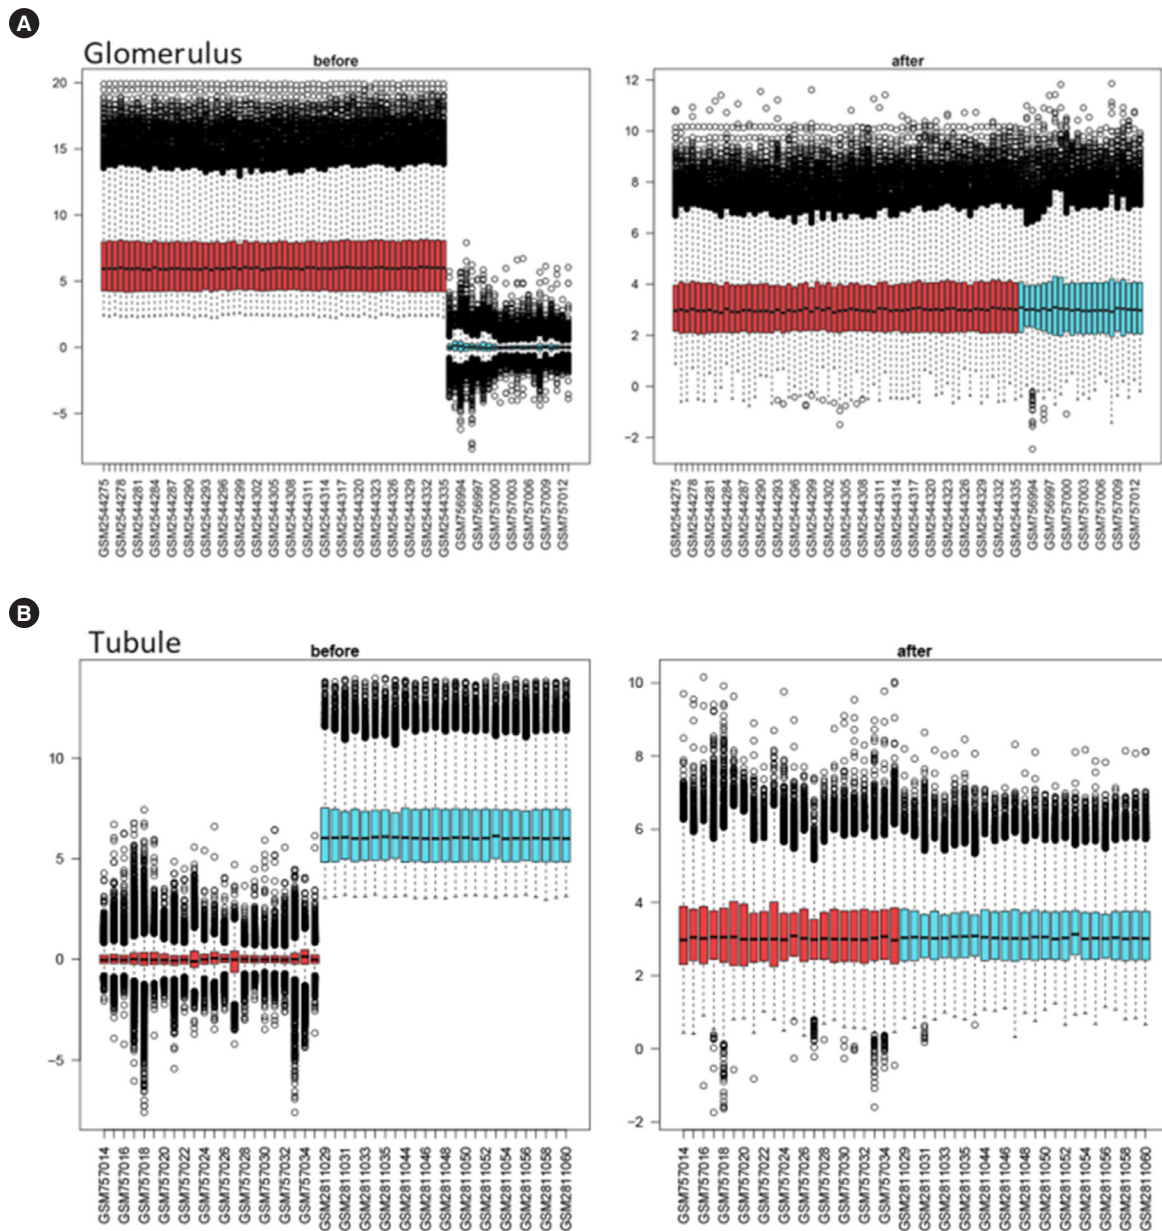 A
Glomerulus
before
after
20
15
10
5
0
−5
12
10
8
6
4
2
0
−2
GSM2544275
GSM2544278
GSM2544281
GSM2544284
GSM2544287
GSM2544290
GSM2544293
GSM2544296
GSM2544299
GSM2544302
GSM2544305
GSM2544308
GSM2544311
GSM2544314
GSM2544317
GSM2544320
GSM2544323
GSM2544326
GSM2544329
GSM2544332
GSM2544335
GSM756994
GSM756997
GSM757000
GSM757003
GSM757006
GSM757009
GSM757012
GSM2544275
GSM2544278
GSM2544281
GSM2544284
GSM2544287
GSM2544290
GSM2544293
GSM2544296
GSM2544299
GSM2544302
GSM2544305
GSM2544308
GSM2544311
GSM2544314
GSM2544317
GSM2544320
GSM2544323
GSM2544326
GSM2544329
GSM2544332
GSM2544335
GSM756994
GSM756997
GSM757000
GSM757003
GSM757006
GSM757009
GSM757012
B
Tubule
before
after
10
5
0
−5
10
8
6
4
2
0
−2
GSM757014
GSM757016
GSM757018
GSM757020
GSM757022
GSM757024
GSM757026
GSM757028
GSM757030
GSM757032
GSM757034
GSM2811029
GSM2811031
GSM2811033
GSM2811035
GSM2811044
GSM2811046
GSM2811048
GSM2811050
GSM2811052
GSM2811054
GSM2811056
GSM2811058
GSM2811060
GSM757014
GSM757016
GSM757018
GSM757020
GSM757022
GSM757024
GSM757026
GSM757028
GSM757030
GSM757032
GSM757034
GSM2811029
GSM2811031
GSM2811033
GSM2811035
GSM2811044
GSM2811046
GSM2811048
GSM2811050
GSM2811052
GSM2811054
GSM2811056
GSM2811058
GSM2811060